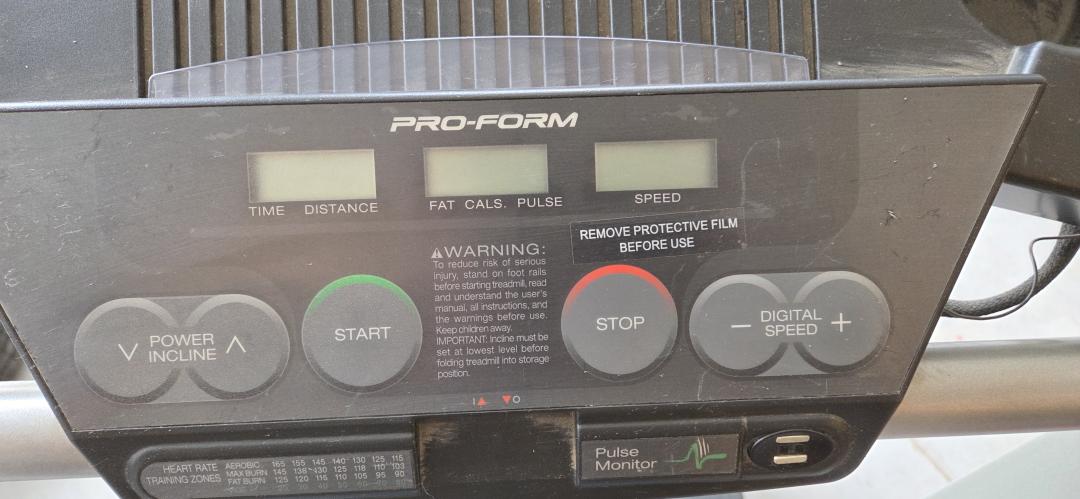 PRO-FORM
TIME DISTANCE
FAT CALS. PULSE
SPEED
REMOVE PROTECTIVE FILM
BEFORE USE
WARNING:
To reduce risk of serious
injury, stand on foot rails
before starting treadmill, read
and understand the user's
manual, all instructions, and
the warnings before use.
Keep children away.
IMPORTANT: Incline must be
set at lowest level before
folding treadmill into storage
position.
POWER
INCLINE
START
STOP
DIGITAL
SPEED
I O
HEART RATE
TRAINING ZONES
AEROBIC 165 155 145 140 130 125 115
MAX BURN 145 138 130 125 118 110 103
FAT BURN 125 120 115 110 105 95 90
Pulse
Monitor